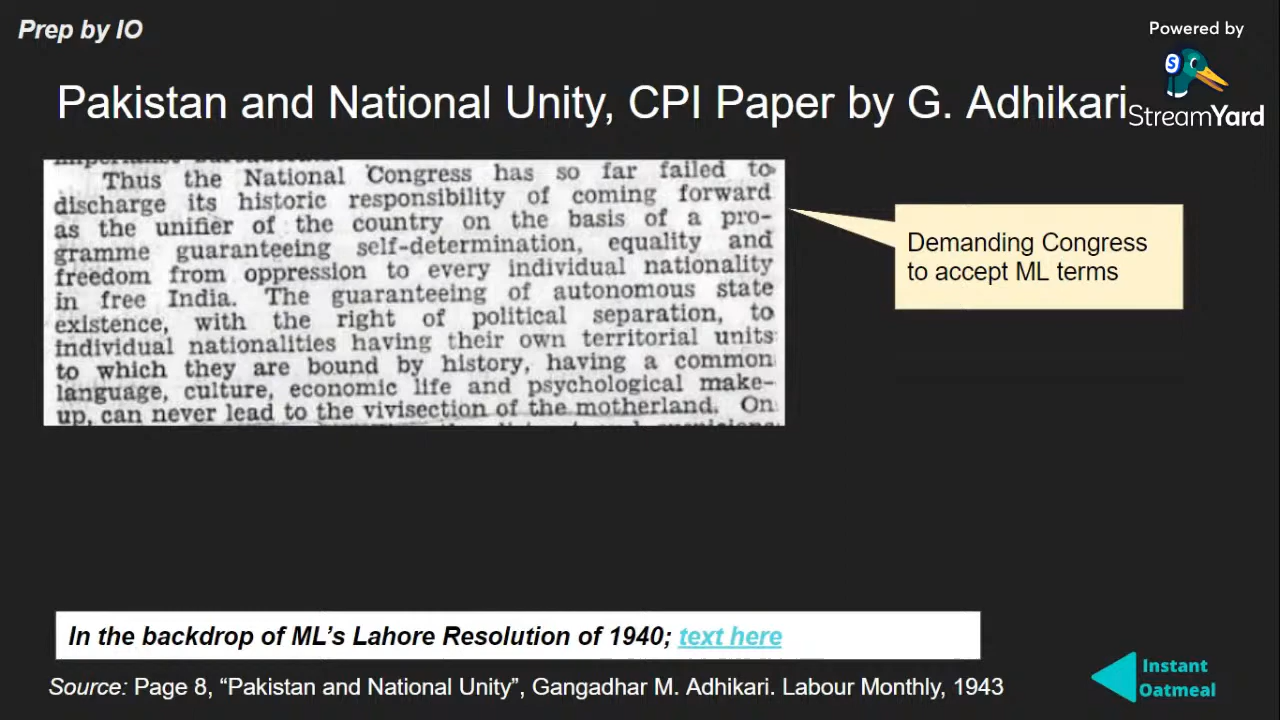 Prep by IO
Powered by
StreamYard
Pakistan and National Unity, CPI Paper by G. Adhikari
Thus the National Congress has so far failed to
discharge its historic responsibility of coming forward
as the unifier of the country on the basis of a pro-
gramme guaranteeing self-determination, equality and
freedom from oppression to every individual nationality
in free India. The guaranteeing of autonomous state
existence, with the right of political separation, to
individual nationalities having their own territorial units
to which they are bound by history, having a common
language, culture, economic life and psychological make-
up, can never lead to the vivisection of the motherland. On
Demanding Congress
to accept ML terms
In the backdrop of ML's Lahore Resolution of 1940; text here
Source: Page 8, “Pakistan and National Unity”, Gangadhar M. Adhikari. Labour Monthly, 1943
Instant
Oatmeal